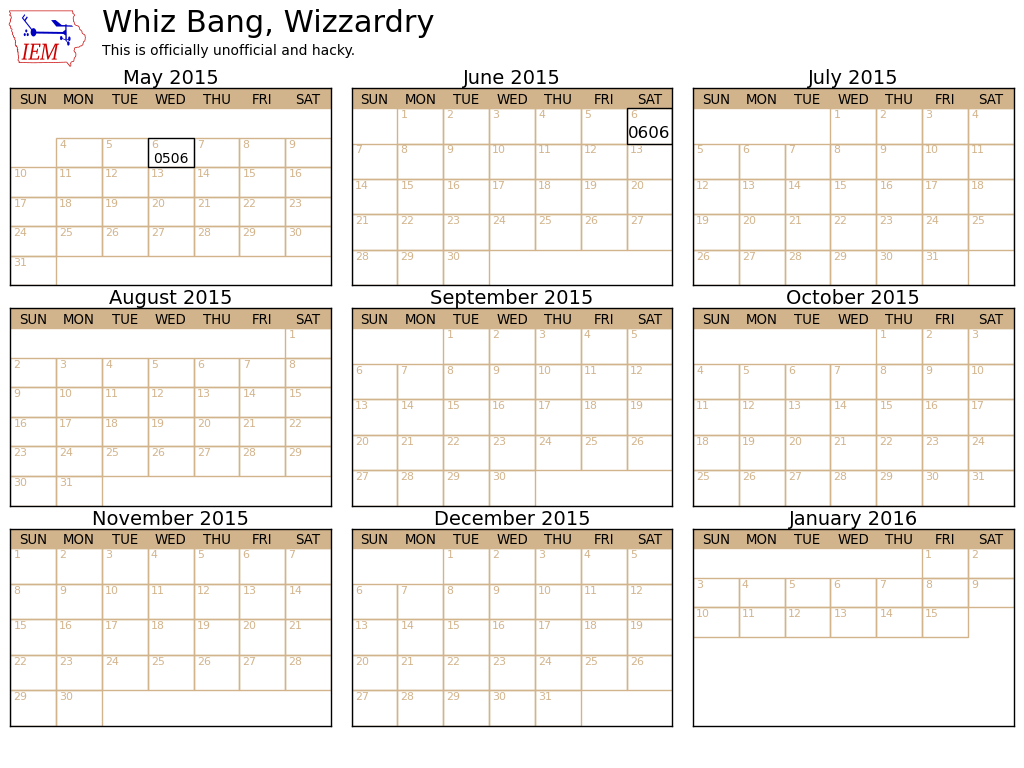 IEM
Whiz Bang, Wizzardry
This is officially unofficial and hacky.
May 2015
SUN MON TUE WED THU FRI SAT
4 5 6 7 8 9
0506
10 11 12 13 14 15 16
17 18 19 20 21 22 23
24 25 26 27 28 29 30
31
June 2015
SUN MON TUE WED THU FRI SAT
1 2 3 4 5 6
0606
7 8 9 10 11 12 13
14 15 16 17 18 19 20
21 22 23 24 25 26 27
28 29 30
July 2015
SUN MON TUE WED THU FRI SAT
1 2 3 4
5 6 7 8 9 10 11
12 13 14 15 16 17 18
19 20 21 22 23 24 25
26 27 28 29 30 31
August 2015
SUN MON TUE WED THU FRI SAT
1
2 3 4 5 6 7 8
9 10 11 12 13 14 15
16 17 18 19 20 21 22
23 24 25 26 27 28 29
30 31
September 2015
SUN MON TUE WED THU FRI SAT
1 2 3 4 5
6 7 8 9 10 11 12
13 14 15 16 17 18 19
20 21 22 23 24 25 26
27 28 29 30
October 2015
SUN MON TUE WED THU FRI SAT
1 2 3
4 5 6 7 8 9 10
11 12 13 14 15 16 17
18 19 20 21 22 23 24
25 26 27 28 29 30 31
November 2015
SUN MON TUE WED THU FRI SAT
1 2 3 4 5 6 7
8 9 10 11 12 13 14
15 16 17 18 19 20 21
22 23 24 25 26 27 28
29 30
December 2015
SUN MON TUE WED THU FRI SAT
1 2 3 4 5
6 7 8 9 10 11 12
13 14 15 16 17 18 19
20 21 22 23 24 25 26
27 28 29 30 31
January 2016
SUN MON TUE WED THU FRI SAT
1 2
3 4 5 6 7 8 9
10 11 12 13 14 15